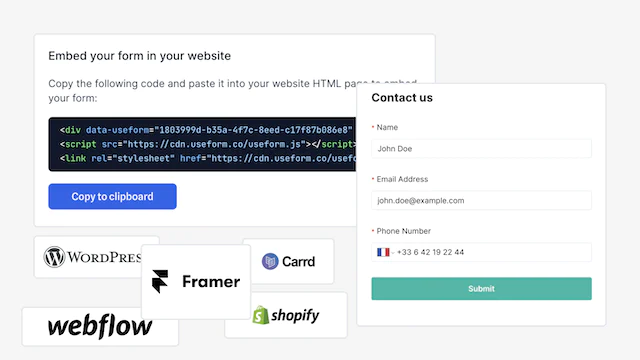 Embed your form in your website
Copy the following code and paste it into your website HTML page to embed
your form:
<div data-useform="1803999d-b35a-4f7c-8eed-c17f87b086e8"
<script src="https://cdn.useform.co/useform.js"></script>
<link rel="stylesheet" href="https://cdn.useform.co/usefo
Copy to clipboard
Contact us
* Name
John Doe
* Email Address
john.doe@example.com
* Phone Number
+33 6 42 19 22 44
Submit
WORDPRES
Framer
Carrd
webflow
shopify